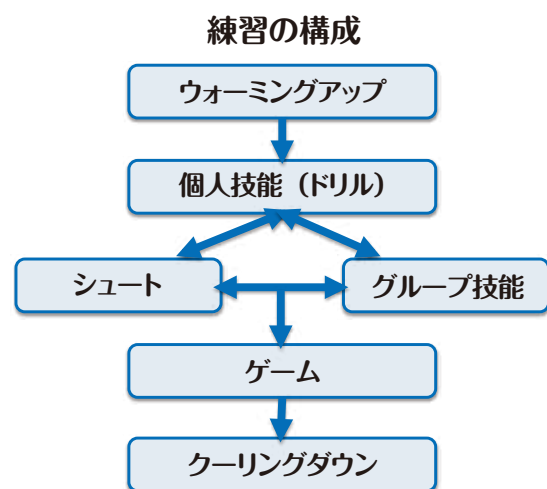 練習の構成
ウォーミングアップ
個人技能（ドリル）
シュート
グループ技能
ゲーム
クーリングダウン